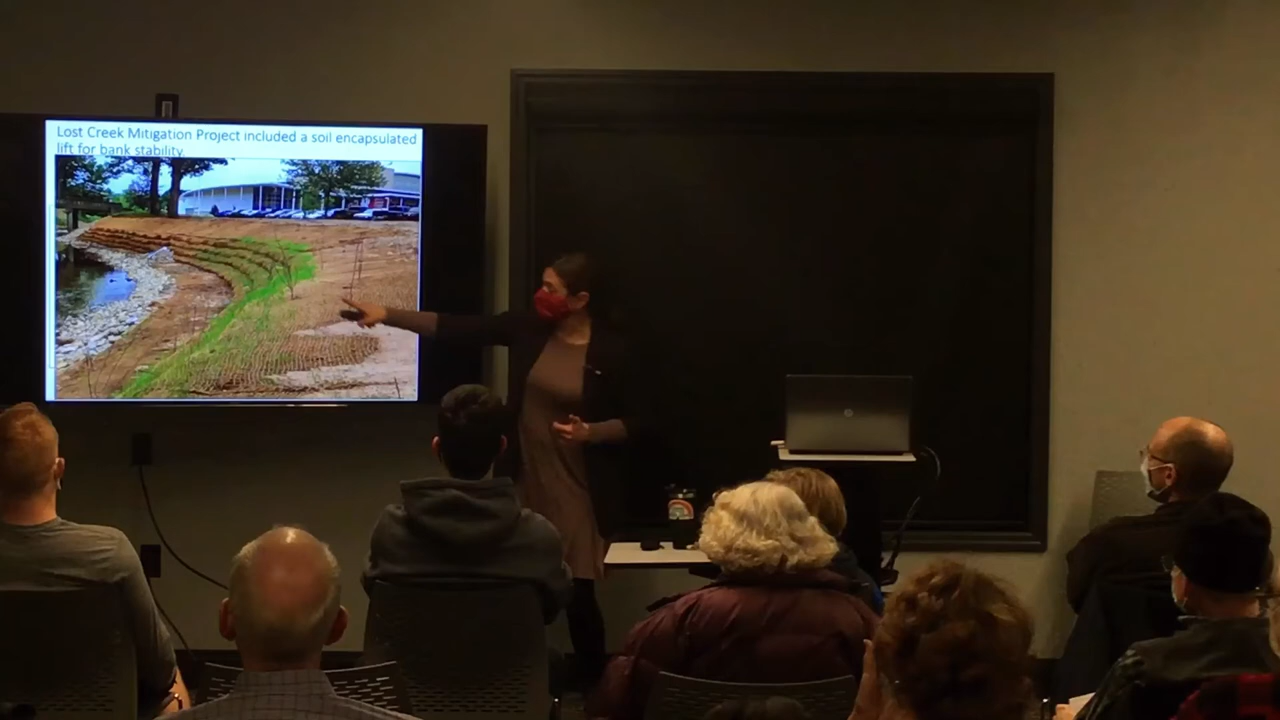 Lost Creek Mitigation Project included a soil encapsulated
lift for bank stability.